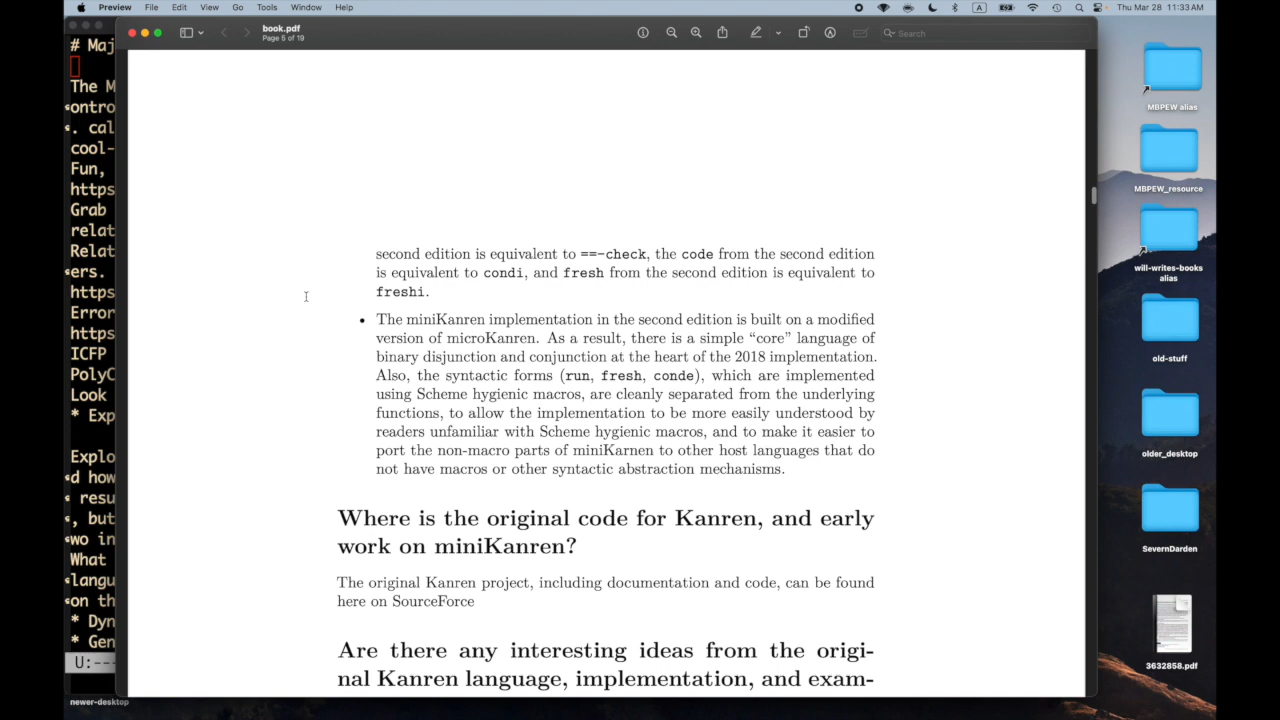 Preview File Edit View Go Tools Window Help
A
Thu Mar 28 11:33 AM
book.pdf
Page 5 of 19
Search
# Maj
The M
ontro
. cal
cool-
Fun,
https
Grab
relat
Relat
ers.
https
Error
https
ICFP
PolyC
Look
* Exp
Explo
d how
resu
, but
wo in
What
langu
on th
* Dyn
* Gen
U:---
newer-desktop
second edition is equivalent to ==-check, the code from the second edition
is equivalent to condi, and fresh from the second edition is equivalent to
freshi.
• The miniKanren implementation in the second edition is built on a modified
version of microKanren. As a result, there is a simple “core” language of
binary disjunction and conjunction at the heart of the 2018 implementation.
Also, the syntactic forms (run, fresh, conde), which are implemented
using Scheme hygienic macros, are cleanly separated from the underlying
functions, to allow the implementation to be more easily understood by
readers unfamiliar with Scheme hygienic macros, and to make it easier to
port the non-macro parts of miniKarnen to other host languages that do
not have macros or other syntactic abstraction mechanisms.
Where is the original code for Kanren, and early
work on miniKanren?
The original Kanren project, including documentation and code, can be found
here on SourceForce
Are there any interesting ideas from the origi-
nal Kanren language, implementation, and exam-
MBPEW alias
MBPEW_resource
will-writes-books
alias
old-stuff
older_desktop
SevernDarden
3632858.pdf